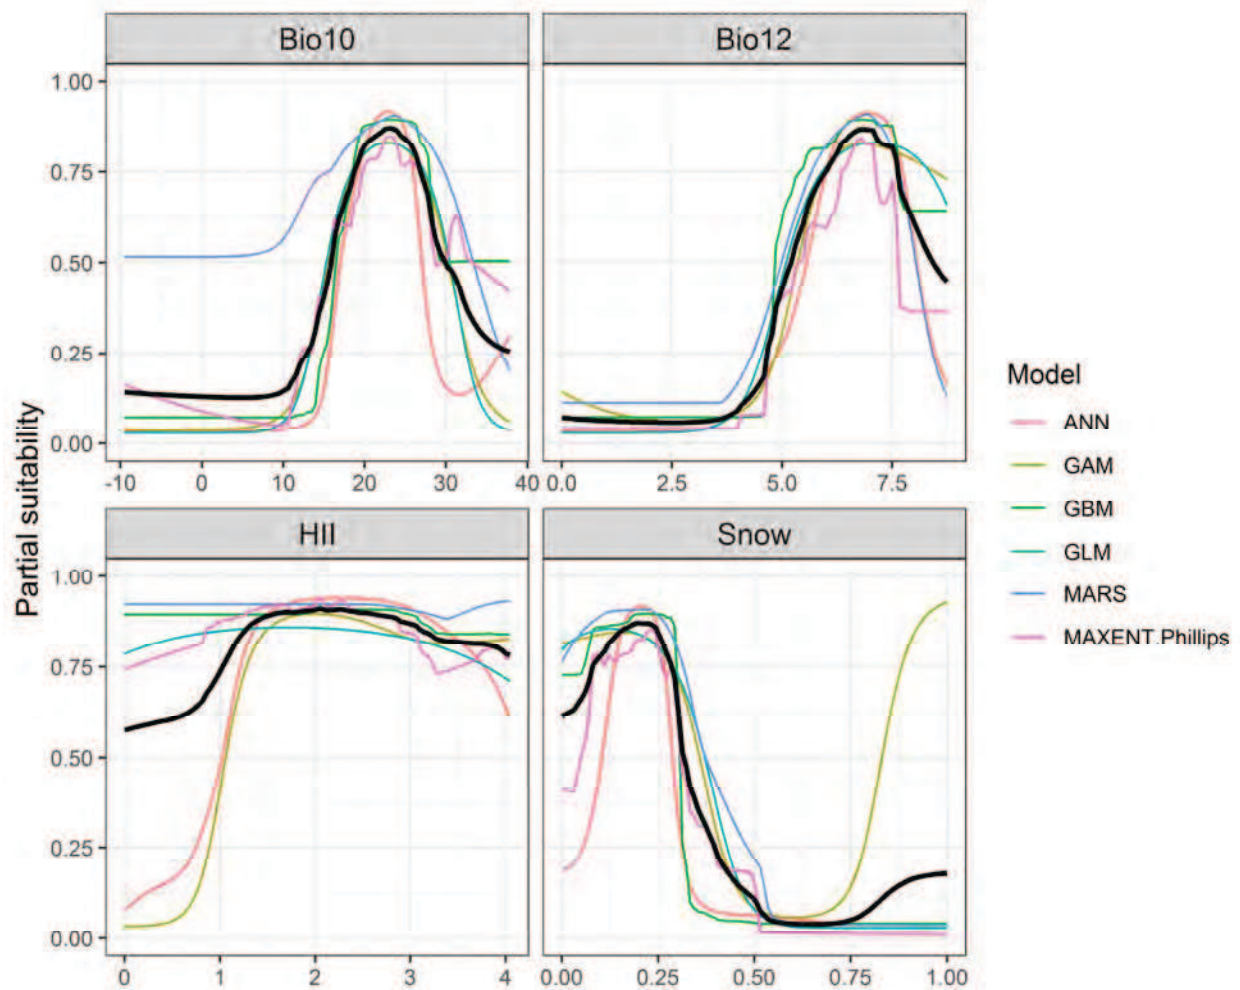 Bio10
Bio12
1.00
0.75
0.50
0.25
0.00
-10 0 10 20 30 40
0.0 2.5 5.0 7.5
HII
Snow
1.00
0.75
0.50
0.25
0.00
0 1 2 3 4
0.00 0.25 0.50 0.75 1.00
Partial suitability
Model
ANN
GAM
GBM
GLM
MARS
MAXENT.Phillips